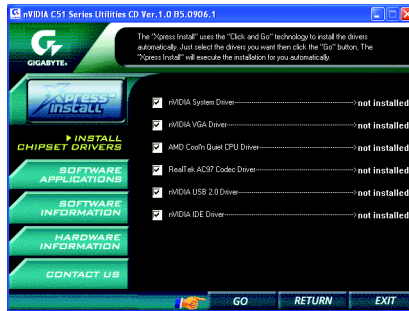 nVIDIA C51 Series Utilities CD Ver.1.0 B5.0906.1
GIGABYTE
The "Xpress Install" uses the "Click and Go" technology to install the drivers
automatically. Just select the drivers you want then click the "Go" button, The
"Xpress Install" will execute the installation for you automatically.
Xpress-
Install
INSTALL
CHIPSET DRIVERS
SOFTWARE
APPLICATIONS
SOFTWARE
INFORMATION
HARDWARE
INFORMATION
CONTACT US
nVIDIA System Driver not installed
nVIDIA VGA Driver not installed
AMD Cool'n Quiet CPU Driver not installed
RealTek AC97 Codec Driver not installed
nVIDIA USB 2.0 Driver not installed
nVIDIA IDE Driver not installed
GO RETURN EXIT